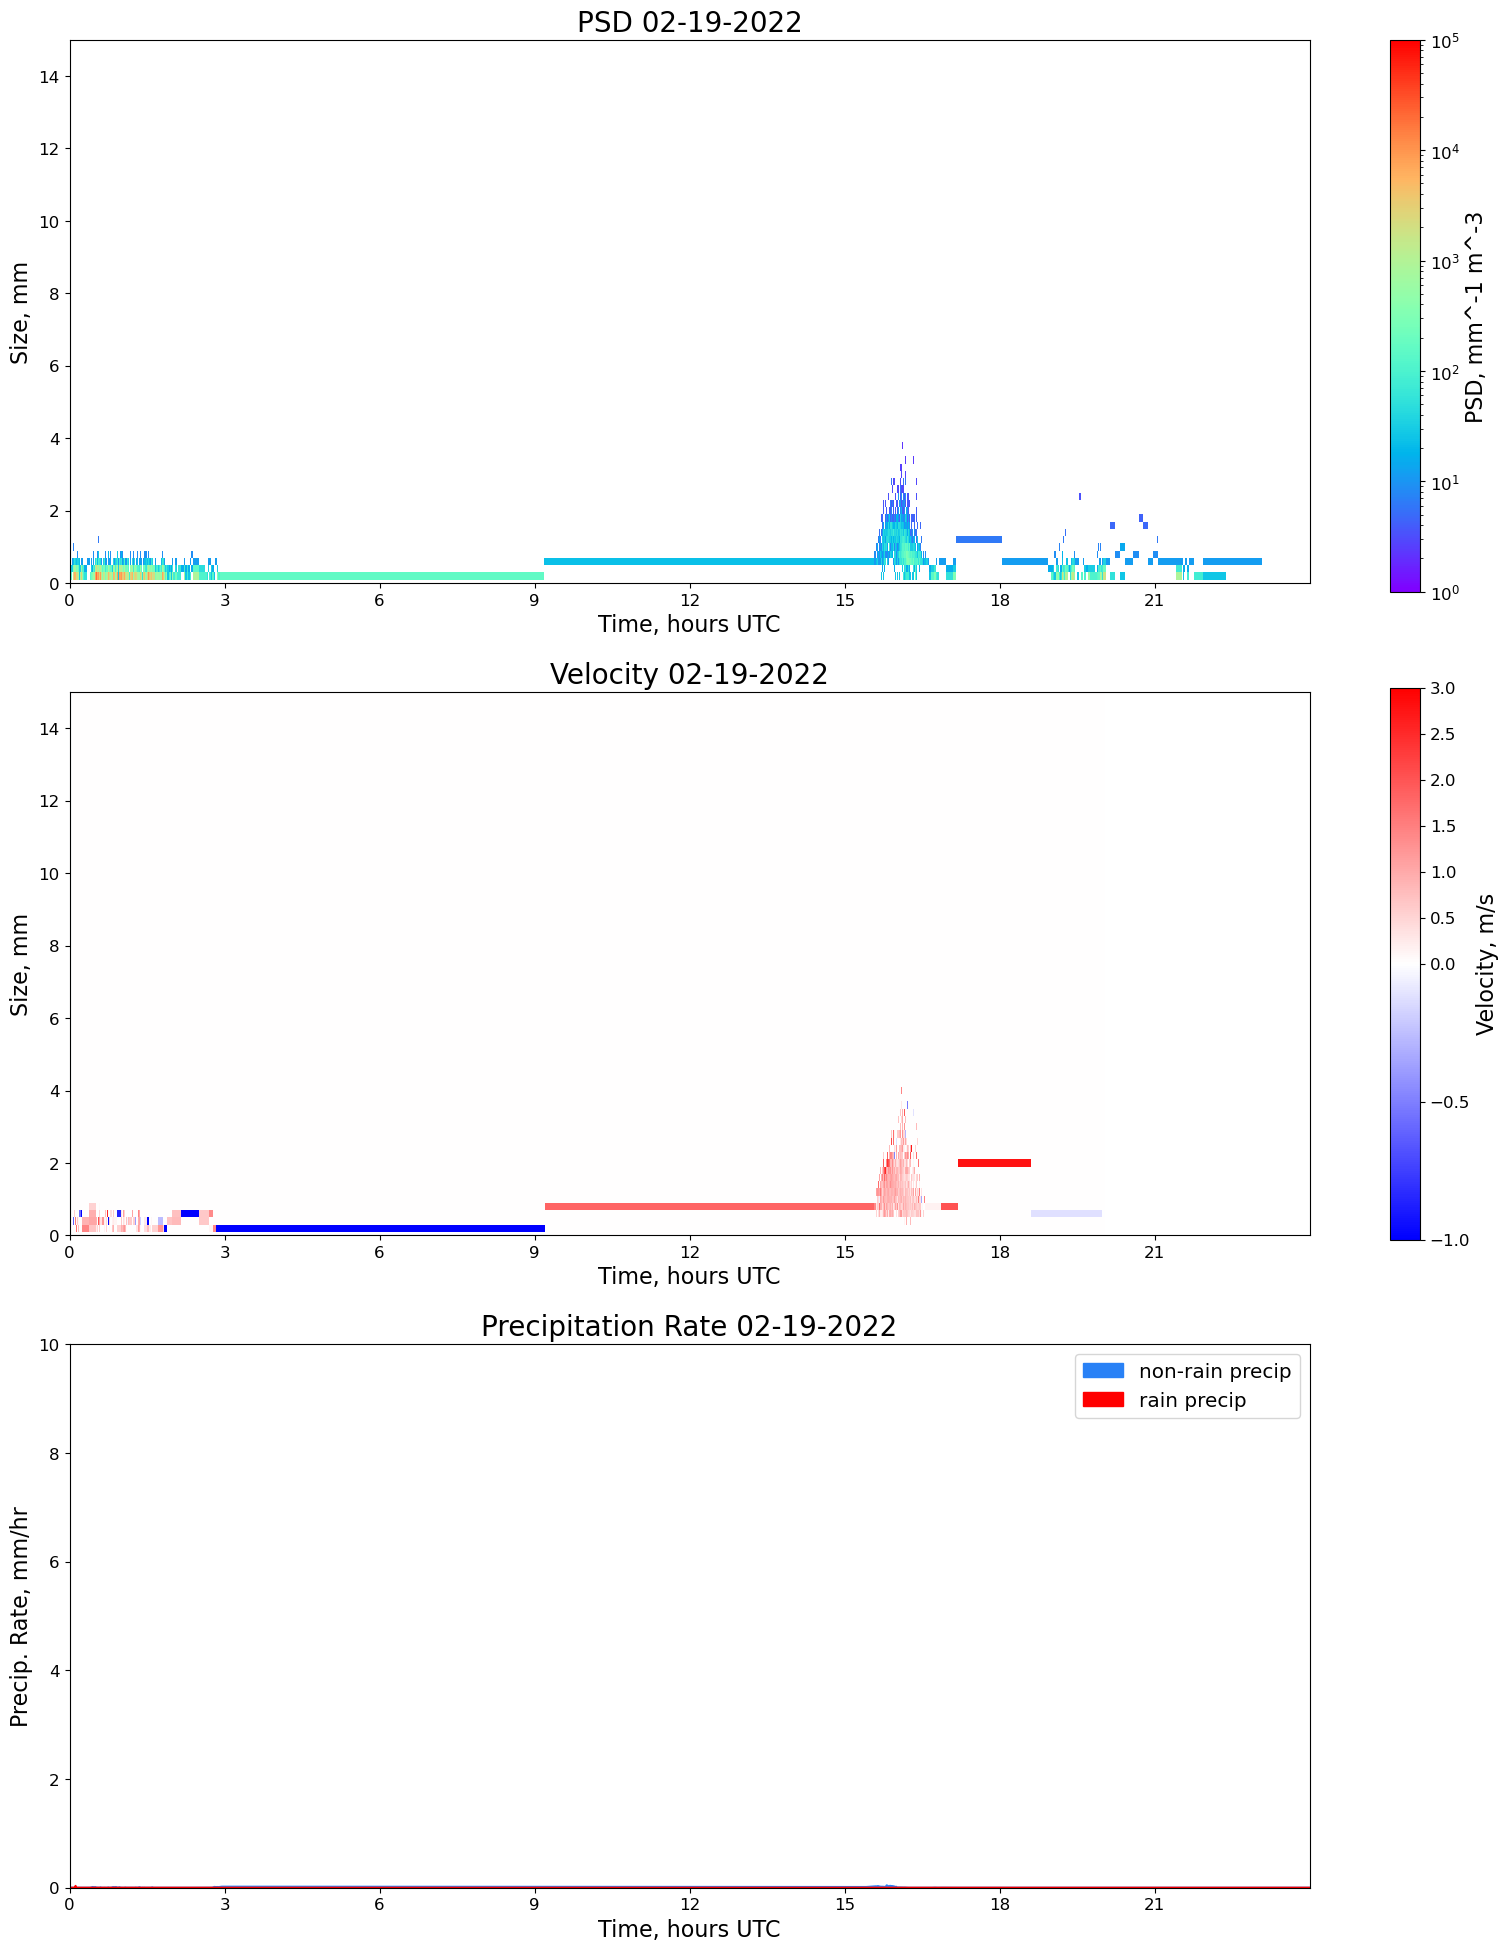 PSD 02-19-2022
14
12
10
8
6
4
2
0
Size, mm
0 3 6 9 12 15 18 21
Time, hours UTC
10^5
10^4
10^3
10^2
10^1
10^0
PSD, mm^-1 m^-3
Velocity 02-19-2022
14
12
10
8
6
4
2
0
Size, mm
0 3 6 9 12 15 18 21
Time, hours UTC
3.0
2.5
2.0
1.5
1.0
0.5
0.0
−0.5
−1.0
Velocity, m/s
Precipitation Rate 02-19-2022
10
8
6
4
2
0
Precip. Rate, mm/hr
non-rain precip
rain precip
0 3 6 9 12 15 18 21
Time, hours UTC